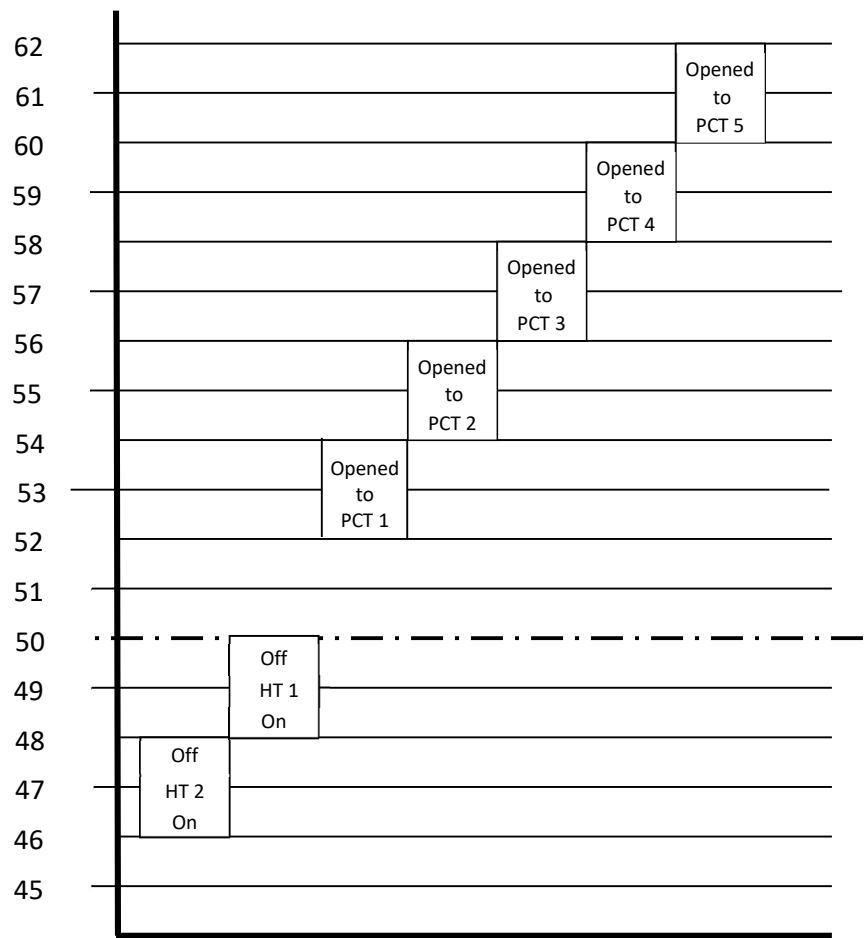 62
61
60
59
58
57
56
55
54
53
52
51
50
49
48
47
46
45
Opened
to
PCT 5
Opened
to
PCT 4
Opened
to
PCT 3
Opened
to
PCT 2
Opened
to
PCT 1
Off
HT 1
On
Off
HT 2
On